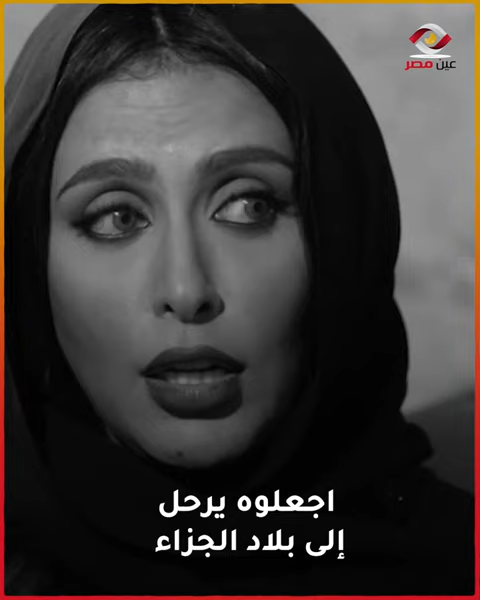 عين مصر
اجعلوه يرحل
إلى بلاد الجزاء